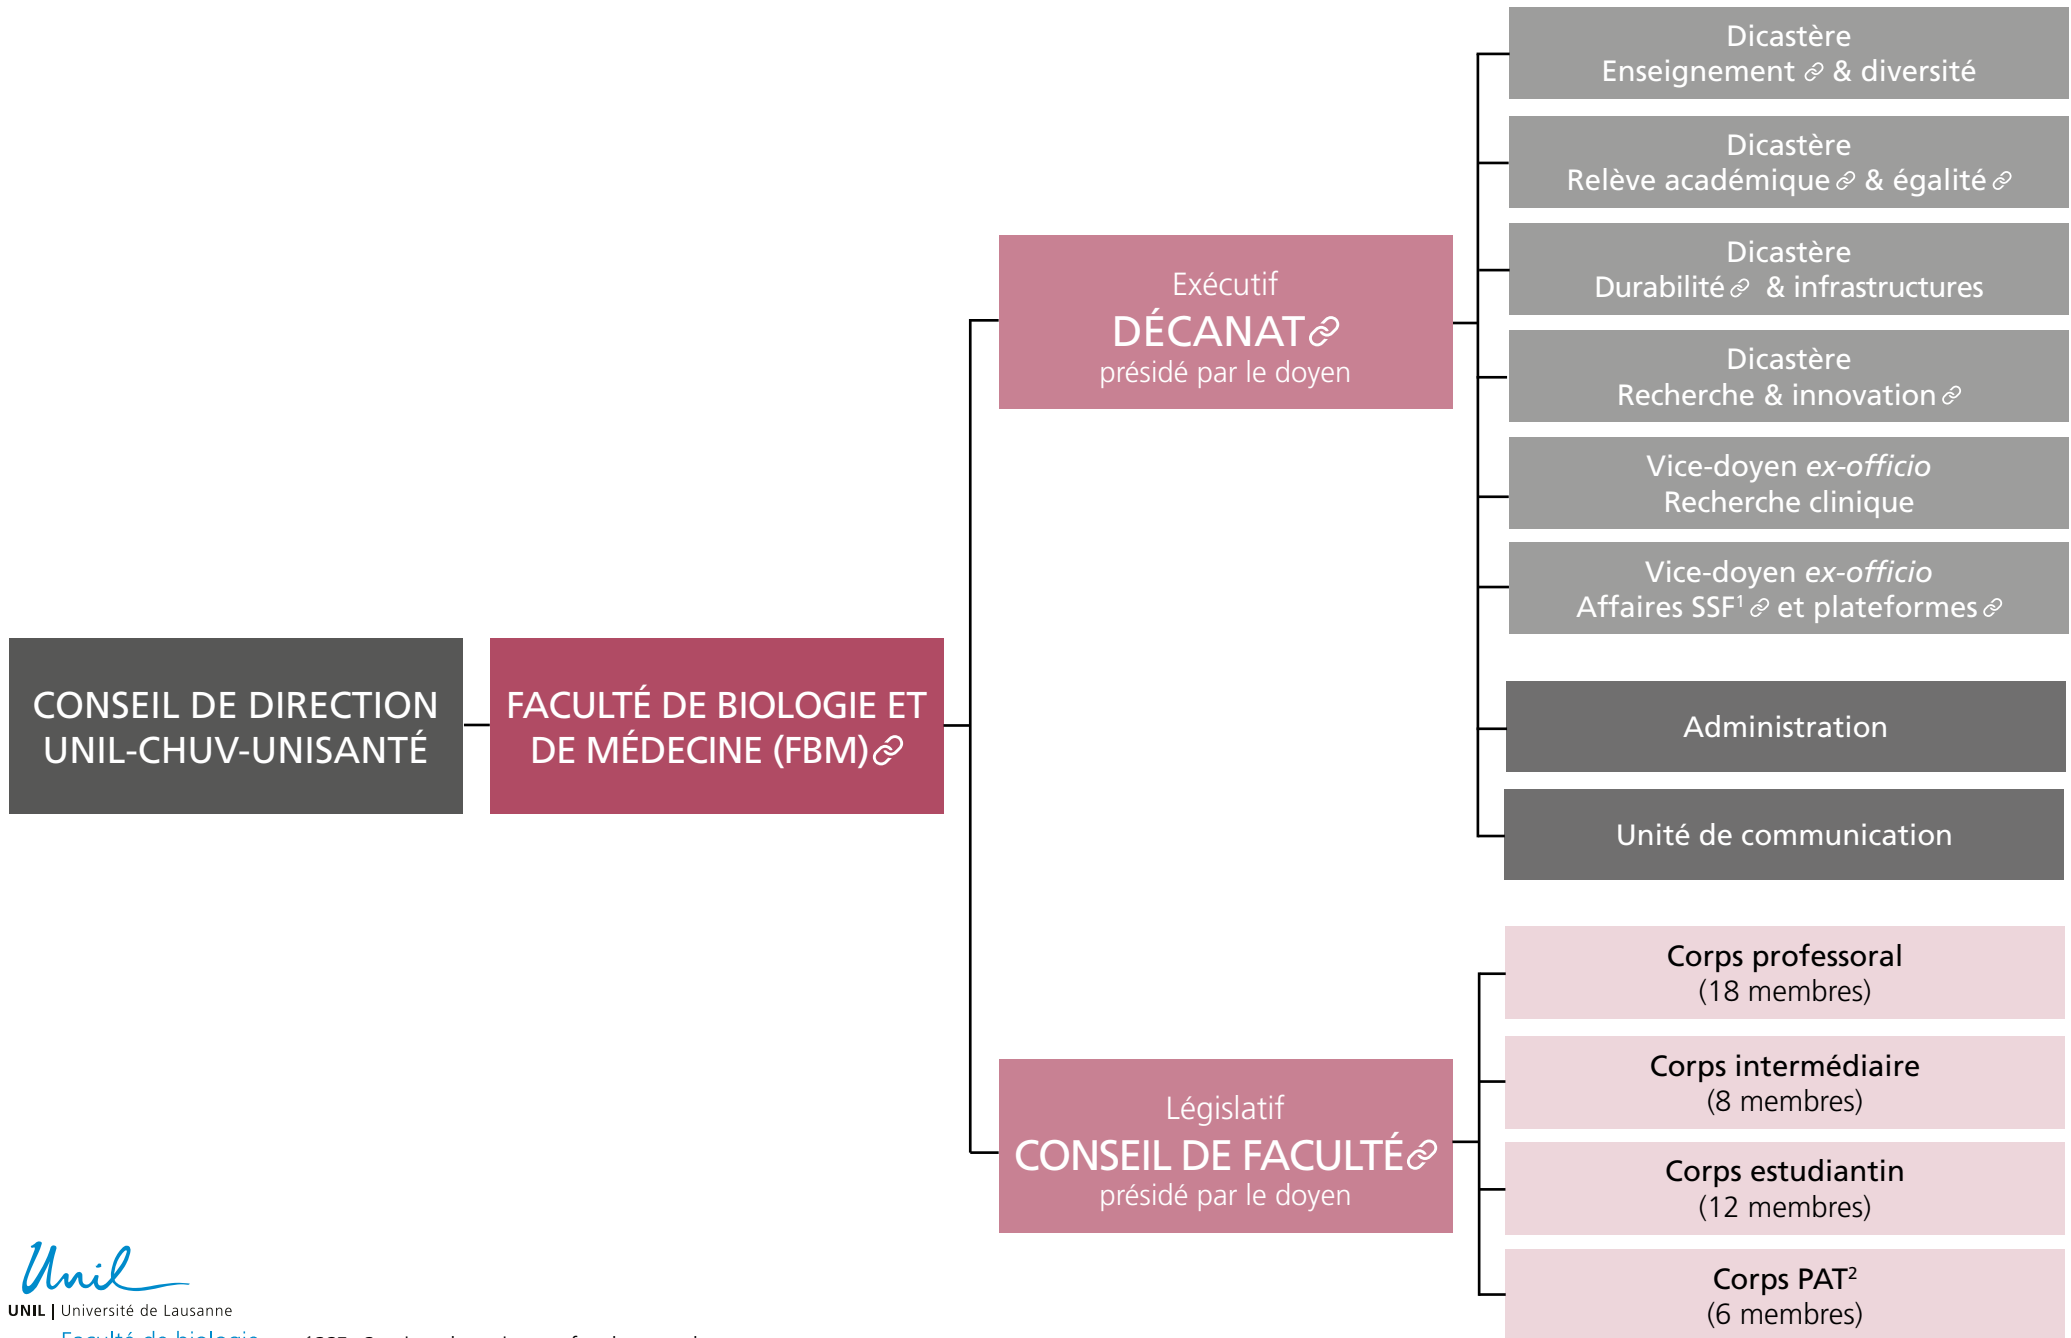 Dicastère
Enseignement & diversité
Dicastère
Relève académique & égalité
Dicastère
Durabilité & infrastructures
Dicastère
Recherche & innovation
Vice-doyen ex-officio
Recherche clinique
Vice-doyen ex-officio
Affaires SSF¹ et plateformes
Administration
Unité de communication
Exécutif
DÉCANAT
présidé par le doyen
CONSEIL DE DIRECTION
UNIL-CHUV-UNISANTÉ
FACULTÉ DE BIOLOGIE ET
DE MÉDECINE (FBM)
Législatif
CONSEIL DE FACULTÉ
présidé par le doyen
Corps professoral
(18 membres)
Corps intermédiaire
(8 membres)
Corps estudiantin
(12 membres)
Corps PAT²
(6 membres)
Unil
UNIL | Université de Lausanne
Faculté de biologie